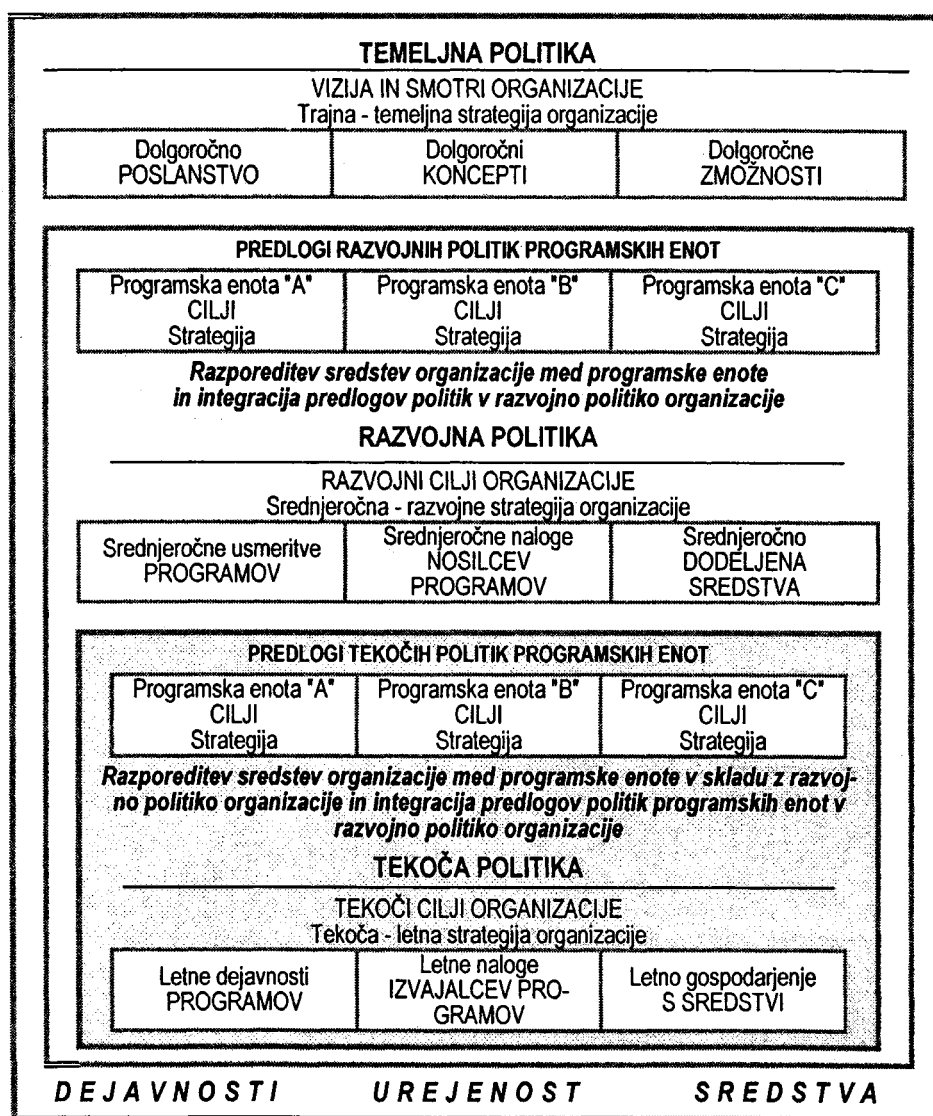 TEMELJNA POLITIKA
VIZIJA IN SMOTRI ORGANIZACIJE
Trajna - temeljna strategija organizacije
Dolgoročno
POSLANSTVO
Dolgoročni
KONCEPTI
Dolgoročne
ZMOŽNOSTI
PREDLOGI RAZVOJNIH POLITIK PROGRAMSKIH ENOT
Programska enota "A"
CILJI
Strategija
Programska enota "B"
CILJI
Strategija
Programska enota "C"
CILJI
Strategija
Razporeditev sredstev organizacije med programske enote
in integracija predlogov politik v razvojno politiko organizacije
RAZVOJNA POLITIKA
RAZVOJNI CILJI ORGANIZACIJE
Srednjeročna - razvojne strategija organizacije
Srednjeročne usmeritve
PROGRAMOV
Srednjeročne naloge
NOSILCEV
PROGRAMOV
Srednjeročno
DODELJENA
SREDSTVA
PREDLOGI TEKOČIH POLITIK PROGRAMSKIH ENOT
Programska enota "A"
CILJI
Strategija
Programska enota "B"
CILJI
Strategija
Programska enota "C"
CILJI
Strategija
Razporeditev sredstev organizacije med programske enote v skladu z razvoj-
no politiko organizacije in integracija predlogov politik programskih enot v
razvojno politiko organizacije
TEKOČA POLITIKA
TEKOČI CILJI ORGANIZACIJE
Tekoča - letna strategija organizacije
Letne dejavnosti
PROGRAMOV
Letne naloge
IZVAJALCEV PRO-
GRAMOV
Letno gospodarjenje
S SREDSTVI
DEJAVNOSTI UREJENOST SREDSTVA